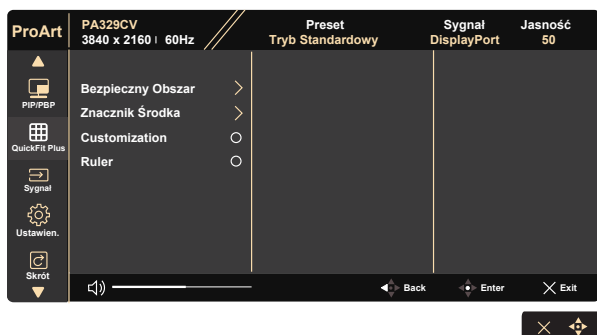 ProArt
PA329CV
3840 x 2160 | 60Hz
Preset
Tryb Standardowy
Sygnał
DisplayPort
Jasność
50
PIP/PBP
QuickFit Plus
Sygnał
Ustawien.
Skrót
Bezpieczny Obszar
Znacznik Środka
Customization
Ruler
Back
Enter
Exit